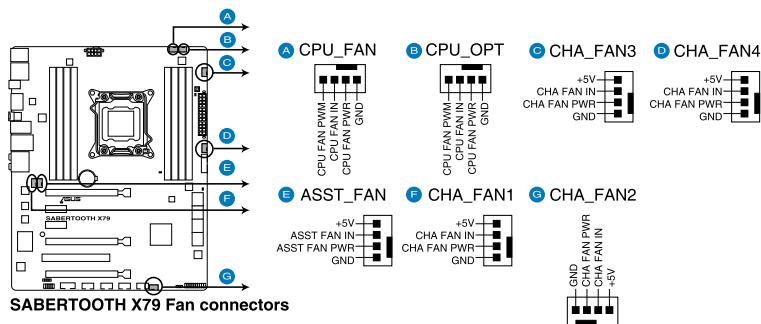 A
B
C
D
E
F
G
/SUS
SABERTOOTH X79
SABERTOOTH X79 Fan connectors
A CPU_FAN
CPU FAN PWM
CPU FAN IN
CPU FAN PWR
GND
B CPU_OPT
CPU FAN PWM
CPU FAN IN
CPU FAN PWR
GND
C CHA_FAN3
+5V
CHA FAN IN
CHA FAN PWR
GND
D CHA_FAN4
+5V
CHA FAN IN
CHA FAN PWR
GND
E ASST_FAN
+5V
ASST FAN IN
ASST FAN PWR
GND
F CHA_FAN1
+5V
CHA FAN IN
CHA FAN PWR
GND
G CHA_FAN2
GND
CHA FAN PWR
CHA FAN IN
+5V